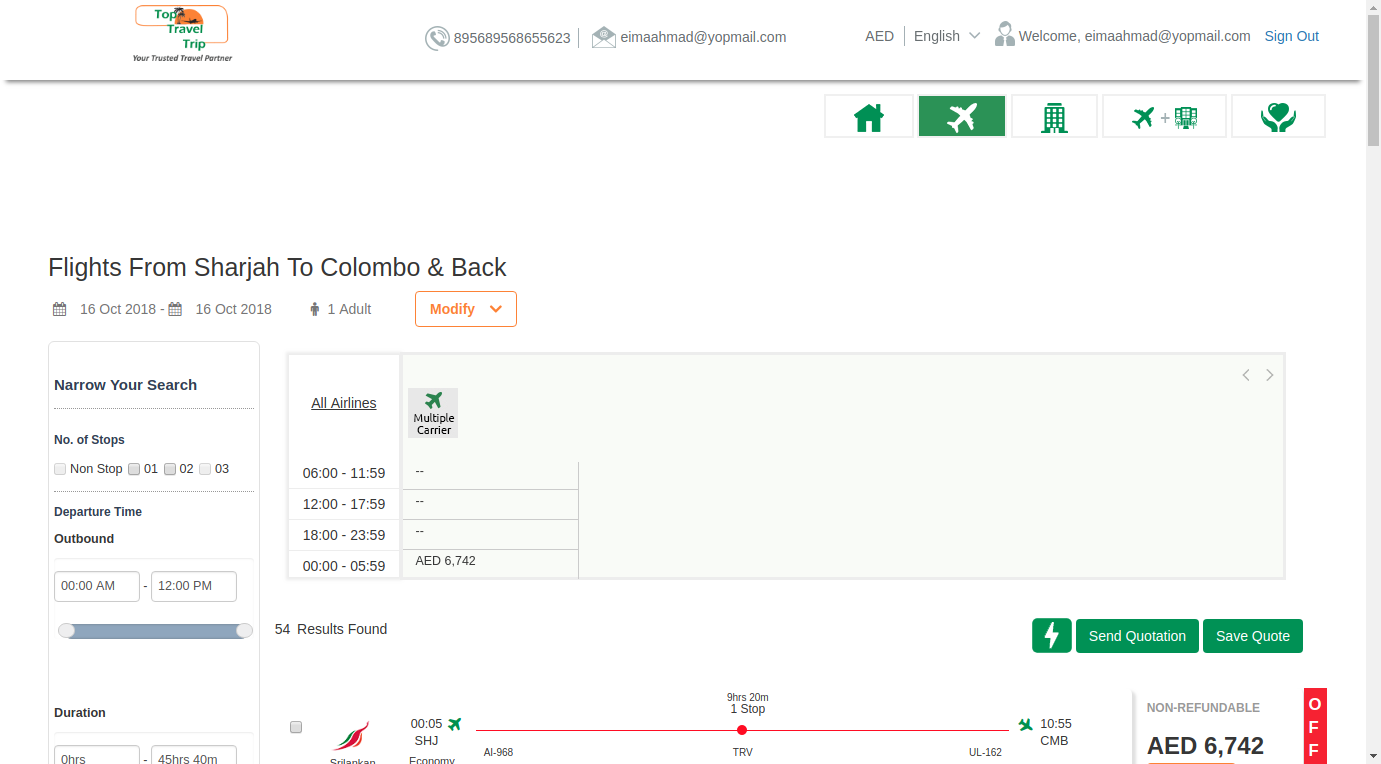 Top
Travel
Trip
Your Trusted Travel Partner
895689568655623
eimaahmad@yopmail.com
AED
English
Welcome, eimaahmad@yopmail.com
Sign Out
+
Flights From Sharjah To Colombo & Back
16 Oct 2018 - 16 Oct 2018
1 Adult
Modify
Narrow Your Search
No. of Stops
Non Stop 01 02 03
Departure Time
Outbound
00:00 AM - 12:00 PM
Duration
0hrs - 45hrs 40m
All Airlines
Multiple
Carrier
06:00 - 11:59 --
12:00 - 17:59 --
18:00 - 23:59 --
00:00 - 05:59 AED 6,742
54 Results Found
Send Quotation
Save Quote
Srilankan
00:05
SHJ
Economy
9hrs 20m
1 Stop
AI-968 TRV UL-162
10:55
CMB
NON-REFUNDABLE
AED 6,742
O
F
F